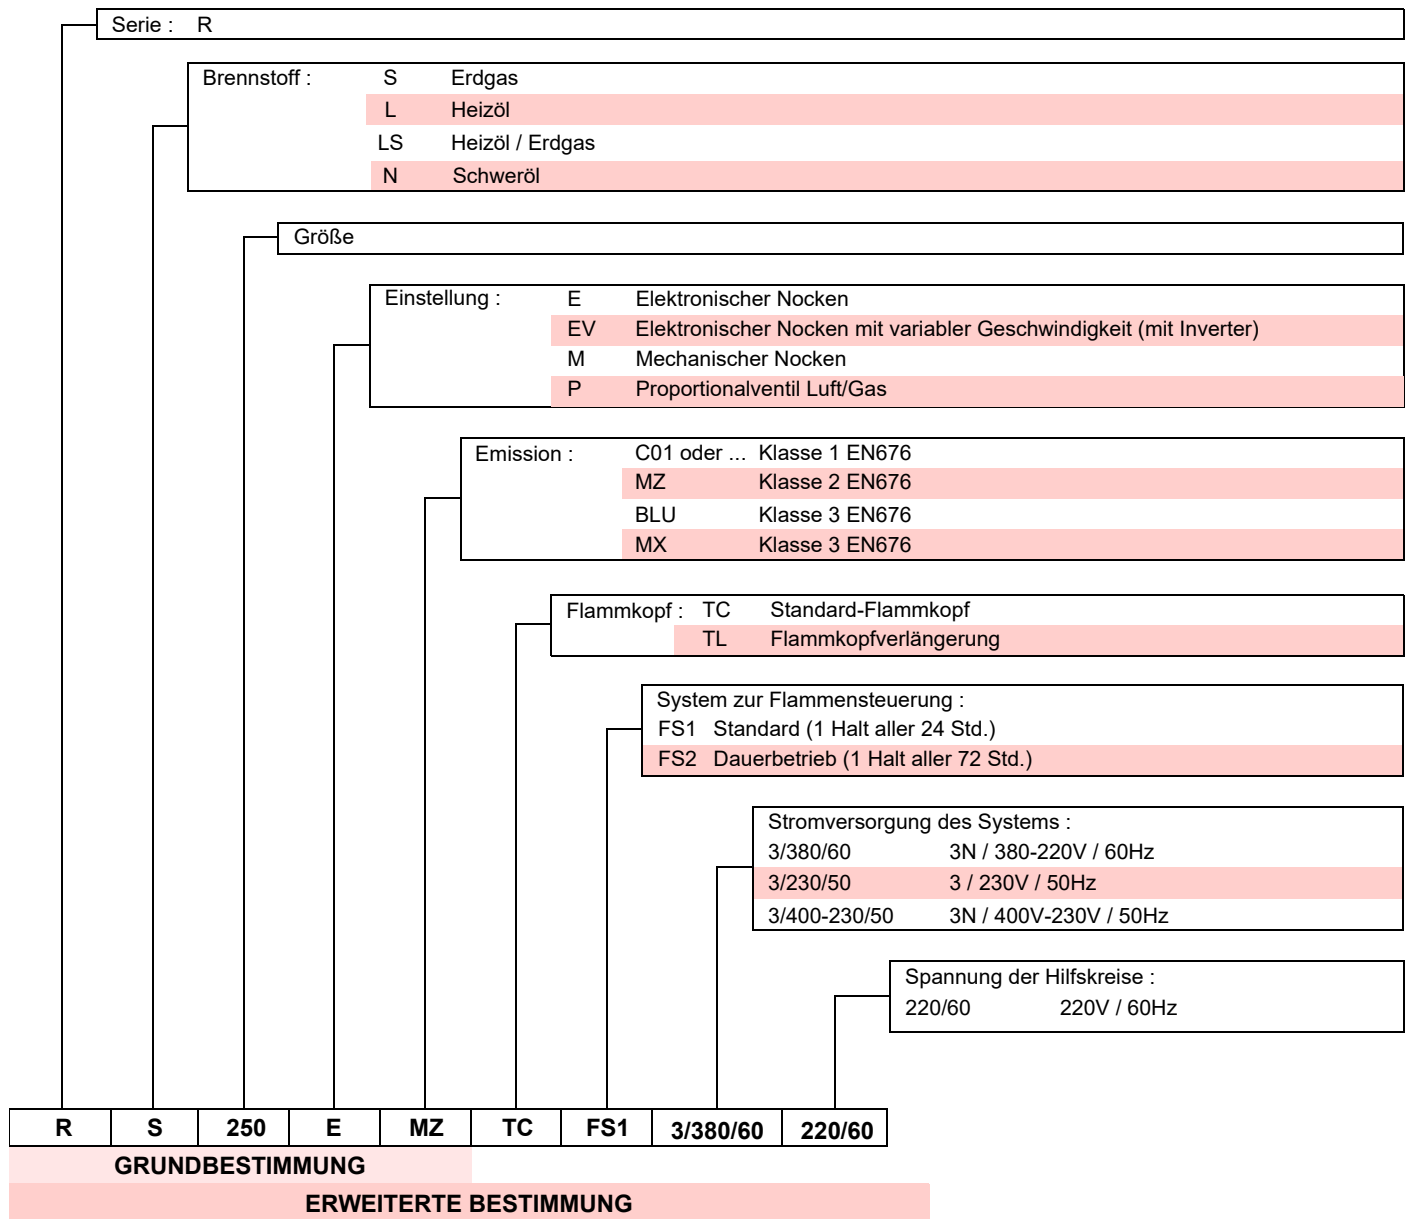 Serie : R
Brennstoff : S Erdgas
L Heizöl
LS Heizöl / Erdgas
N Schweröl
Größe
Einstellung : E Elektronischer Nocken
EV Elektronischer Nocken mit variabler Geschwindigkeit (mit Inverter)
M Mechanischer Nocken
P Proportionalventil Luft/Gas
Emission : C01 oder ... Klasse 1 EN676
MZ Klasse 2 EN676
BLU Klasse 3 EN676
MX Klasse 3 EN676
Flammkopf : TC Standard-Flammkopf
TL Flammkopfverlängerung
System zur Flammensteuerung :
FS1 Standard (1 Halt aller 24 Std.)
FS2 Dauerbetrieb (1 Halt aller 72 Std.)
Stromversorgung des Systems :
3/380/60 3N / 380-220V / 60Hz
3/230/50 3 / 230V / 50Hz
3/400-230/50 3N / 400V-230V / 50Hz
Spannung der Hilfskreise :
220/60 220V / 60Hz
R S 250 E MZ TC FS1 3/380/60 220/60
GRUNDBESTIMMUNG
ERWEITERTE BESTIMMUNG